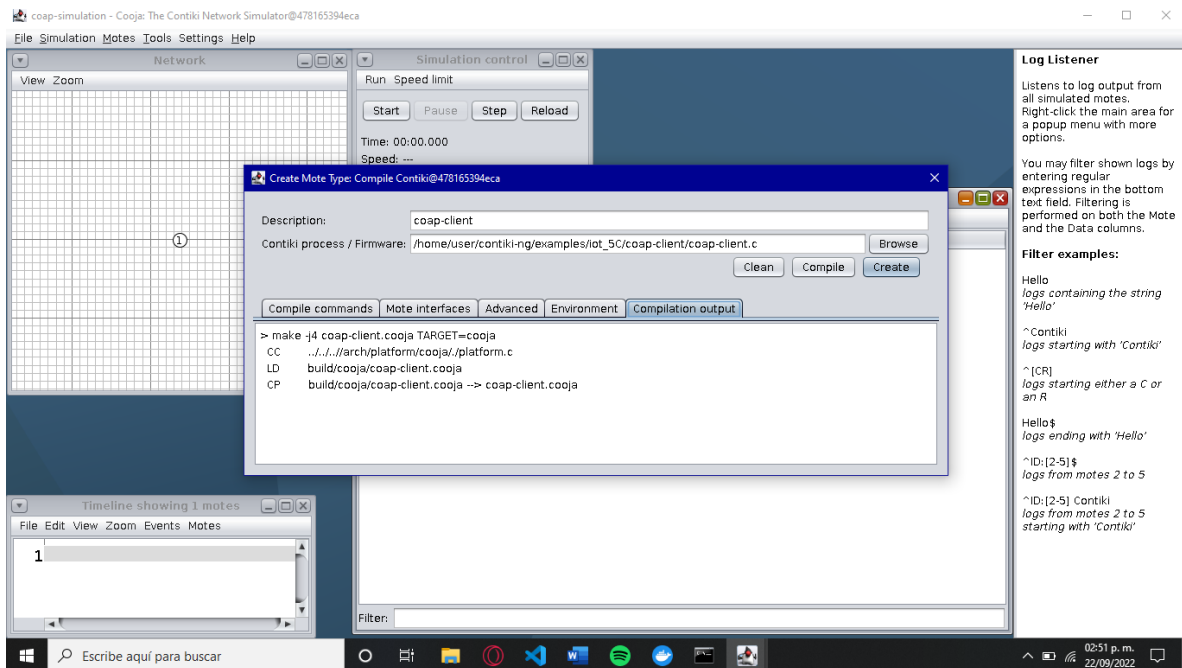 coap-simulation - Cooja: The Contiki Network Simulator@478165394eca
File Simulation Motes Tools Settings Help
Network
View Zoom
1
Simulation control
Run Speed limit
Start Pause Step Reload
Time: 00:00.000
Speed: ---
Create Mote Type: Compile Contiki@478165394eca
Description: coap-client
Contiki process / Firmware: /home/user/contiki-ng/examples/iot_5C/coap-client/coap-client.c Browse
Clean Compile Create
Compile commands Mote interfaces Advanced Environment Compilation output
> make -j4 coap-client.cooja TARGET=cooja
CC ../../..//arch/platform/cooja/./platform.c
LD build/cooja/coap-client.cooja
CP build/cooja/coap-client.cooja --> coap-client.cooja
Timeline showing 1 motes
File Edit View Zoom Events Motes
1
Filter:
Log Listener
Listens to log output from
all simulated motes.
Right-click the main area for
a popup menu with more
options.
You may filter shown logs by
entering regular
expressions in the bottom
text field. Filtering is
performed on both the Mote
and the Data columns.
Filter examples:
Hello
logs containing the string
'Hello'
^Contiki
logs starting with 'Contiki'
^[CR]
logs starting either a C or
an R
Hello$
logs ending with 'Hello'
^ID:[2-5]$
logs from motes 2 to 5
^ID:[2-5] Contiki
logs from motes 2 to 5
starting with 'Contiki'
Escribe aquí para buscar
02:51 p. m.
22/09/2022